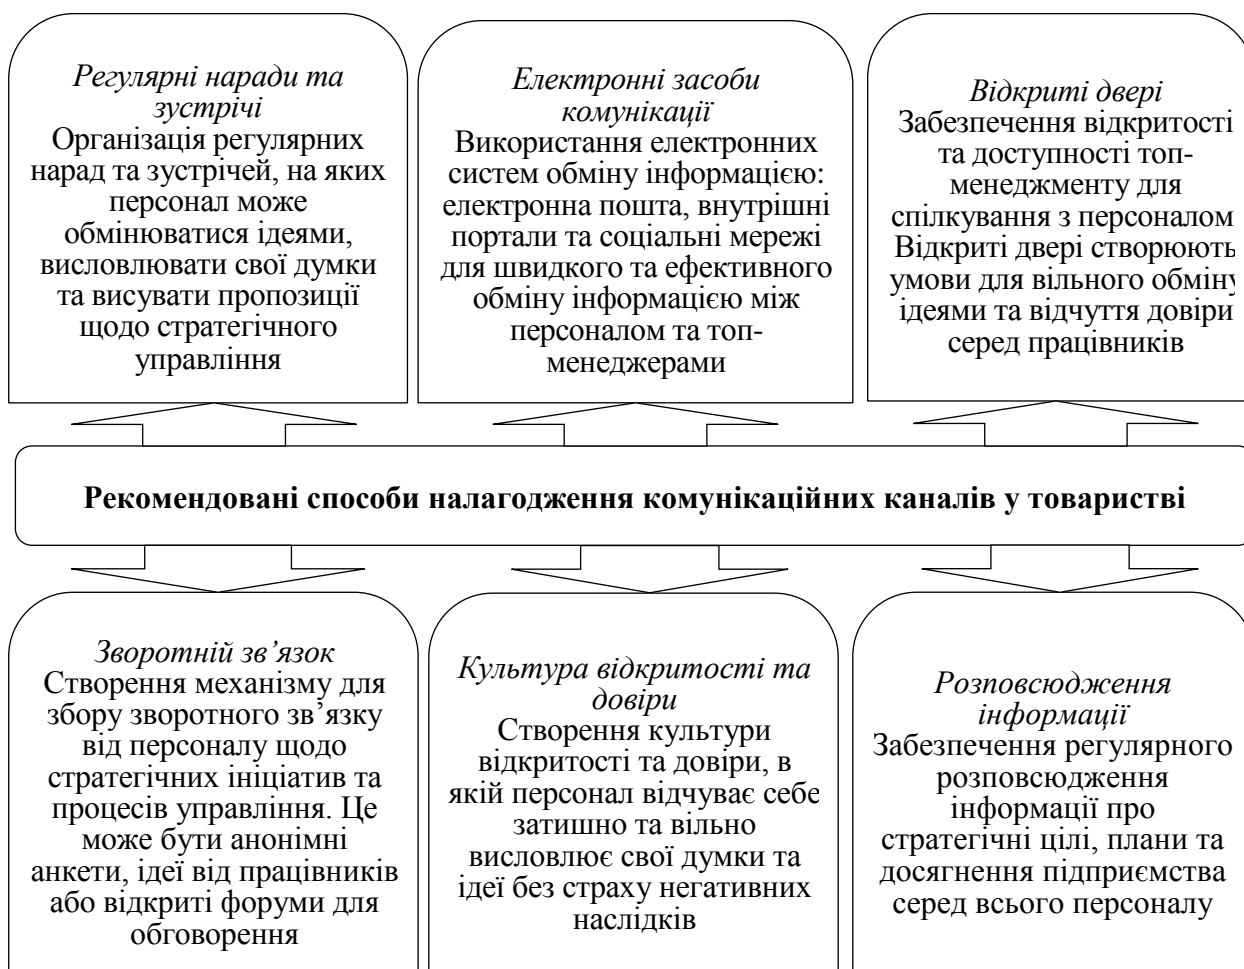 Регулярні наради та
зустрічі
Організація регулярних
нарад та зустрічей, на яких
персонал може
обмінюватися ідеями,
висловлювати свої думки
та висувати пропозиції
щодо стратегічного
управління
Електронні засоби
комунікації
Використання електронних
систем обміну інформацією:
електронна пошта, внутрішні
портали та соціальні мережі
для швидкого та ефективного
обміну інформацією між
персоналом та топ-
менеджерами
Відкриті двері
Забезпечення відкритості
та доступності топ-
менеджменту для
спілкування з персоналом
Відкриті двері створюють
умови для вільного обміну
ідеями та відчуття довіри
серед працівників
Рекомендовані способи налагодження комунікаційних каналів у товаристві
Зворотній зв’язок
Створення механізму для
збору зворотного зв’язку
від персоналу щодо
стратегічних ініціатив та
процесів управління. Це
може бути анонімні
анкети, ідеї від працівників
або відкриті форуми для
обговорення
Культура відкритості та
довіри
Створення культури
відкритості та довіри, в
якій персонал відчуває себе
затишно та вільно
висловлює свої думки та
ідеї без страху негативних
наслідків
Розповсюдження
інформації
Забезпечення регулярного
розповсюдження
інформації про
стратегічні цілі, плани та
досягнення підприємства
серед всього персоналу